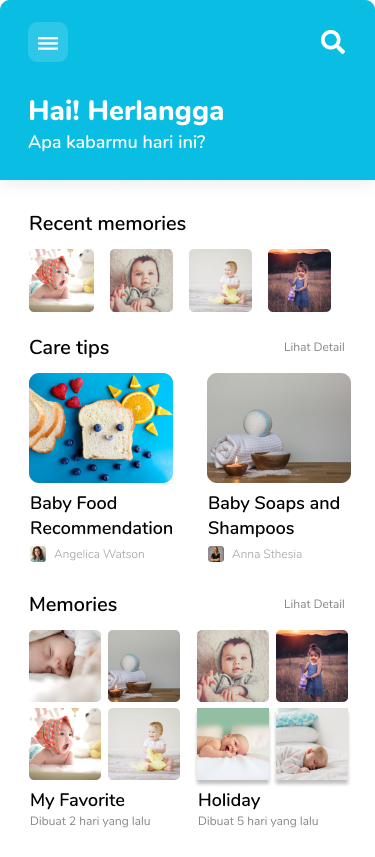 Hai! Herlangga
Apa kabarmu hari ini?
Recent memories
Care tips
Lihat Detail
Baby Food
Recommendation
Angelica Watson
Baby Soaps and
Shampoos
Anna Sthesia
Memories
Lihat Detail
My Favorite
Dibuat 2 hari yang lalu
Holiday
Dibuat 5 hari yang lalu